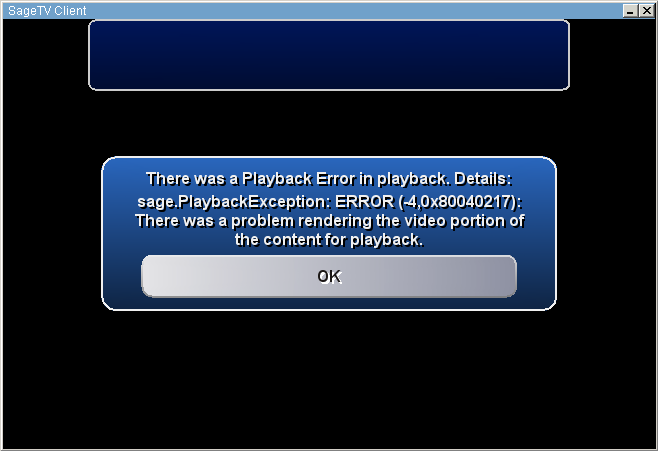 SageTV Client
There was a Playback Error in playback. Details:
sage.PlaybackException: ERROR (-4,0x80040217):
There was a problem rendering the video portion of
the content for playback.
OK